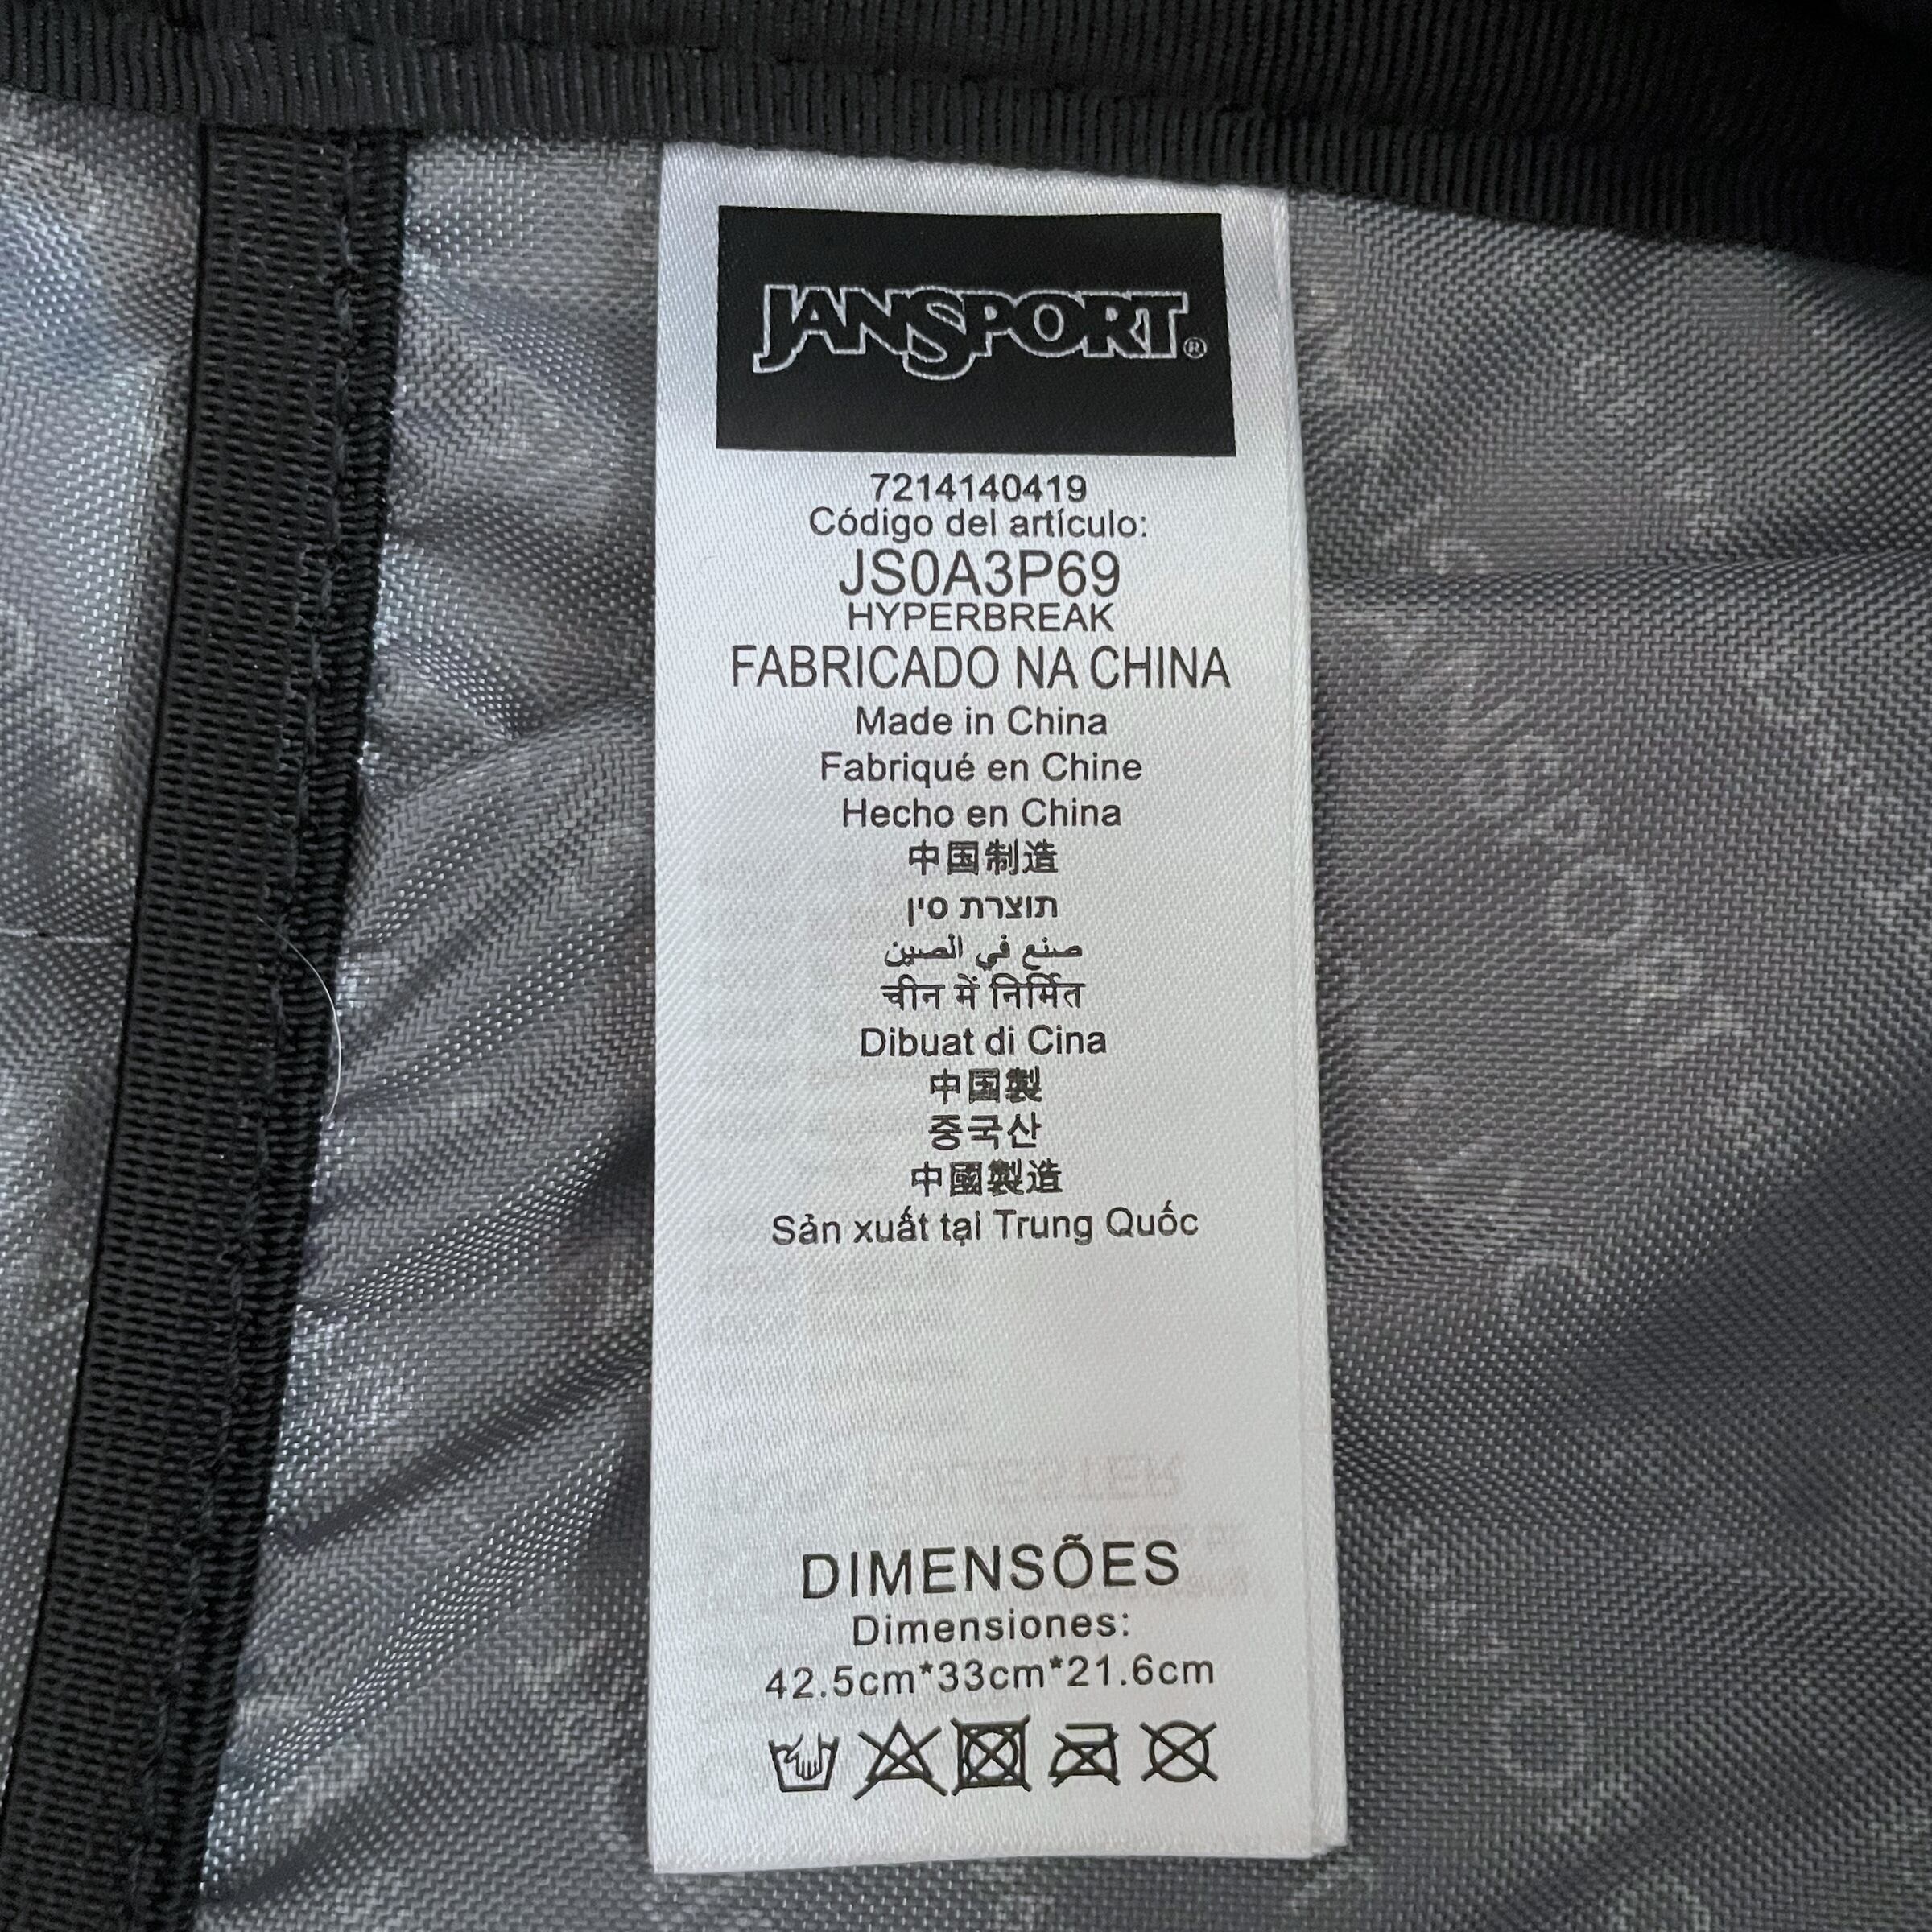 JANSPORT®
7214140419
Código del artículo:
JS0A3P69
HYPERBREAK
FABRICADO NA CHINA
Made in China
Fabriqué en Chine
Hecho en China
中国制造
תוצרת סין
صنع في الصين
चीन में निर्मित
Dibuat di Cina
中国製
중국산
中國製造
Sản xuất tại Trung Quốc
DIMENSÕES
Dimensiones:
42.5cm*33cm*21.6cm